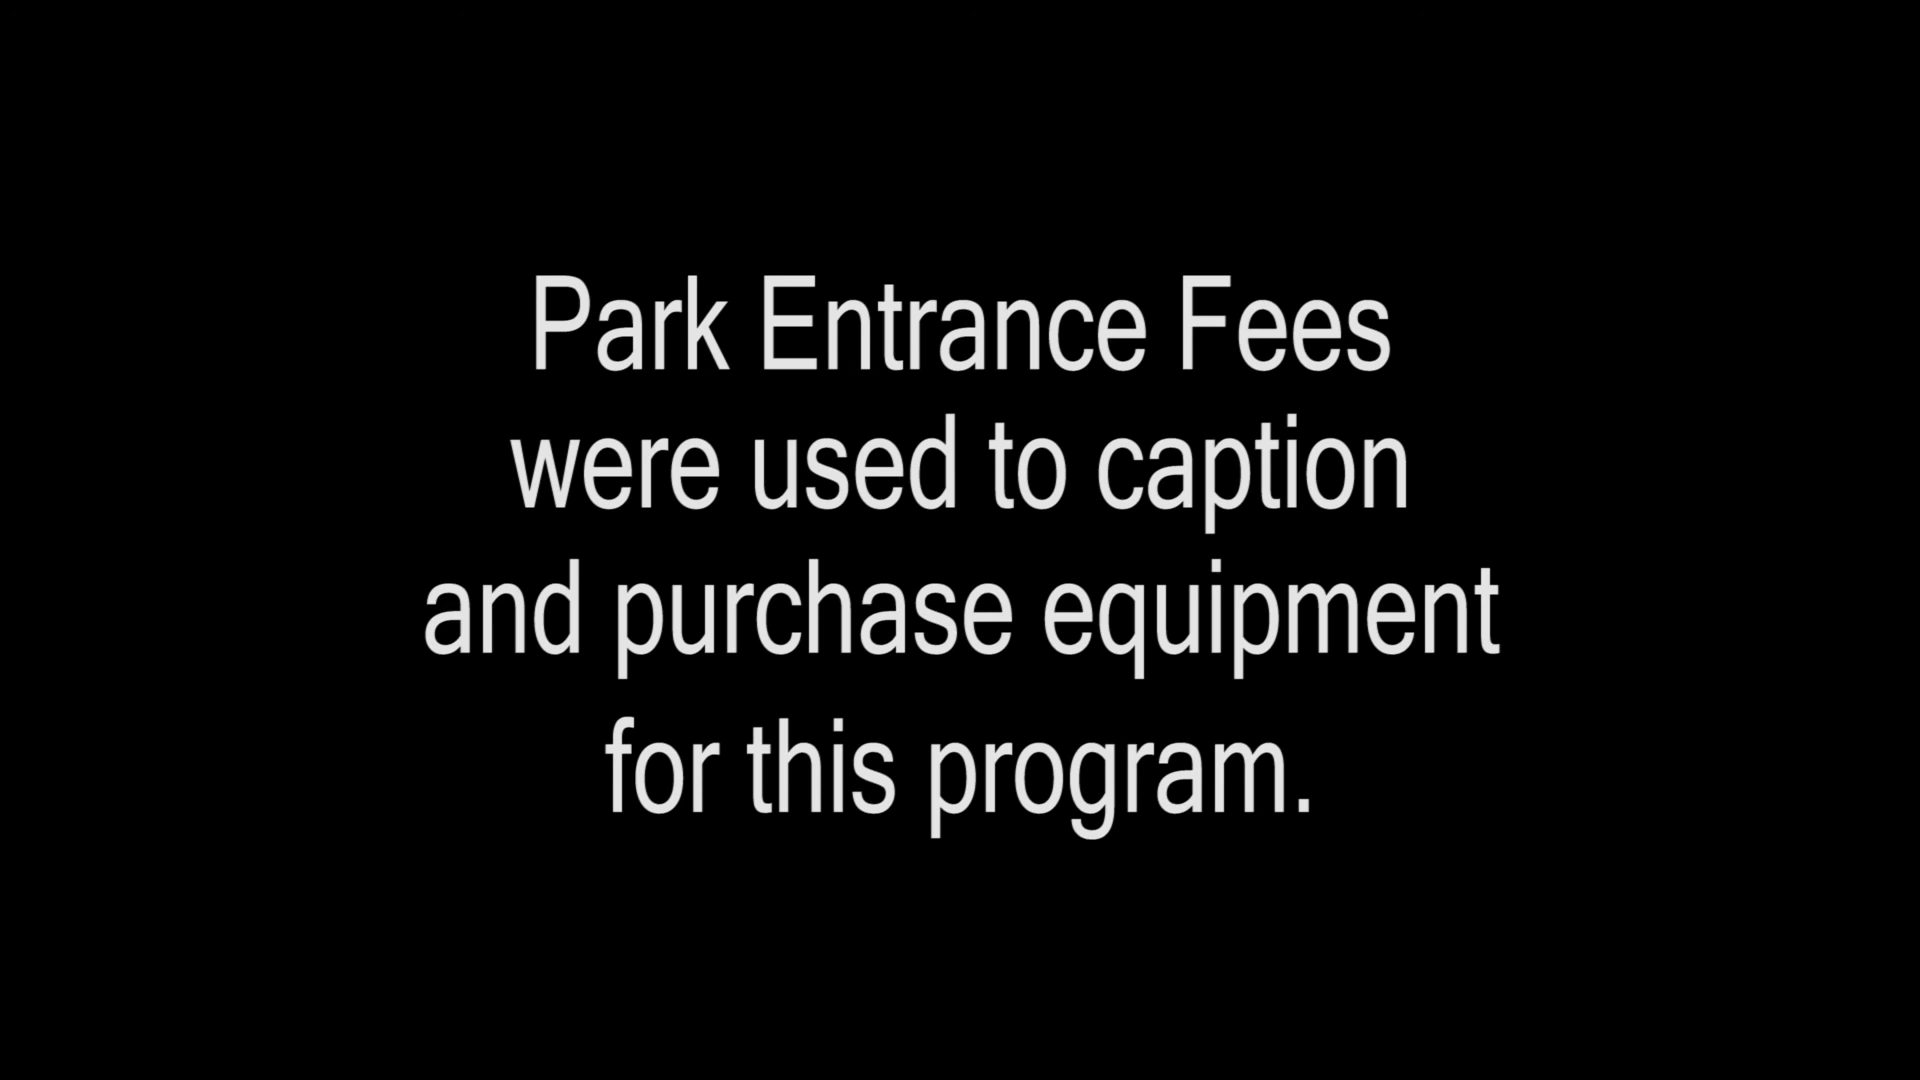 Park Entrance Fees
were used to caption
and purchase equipment
for this program.